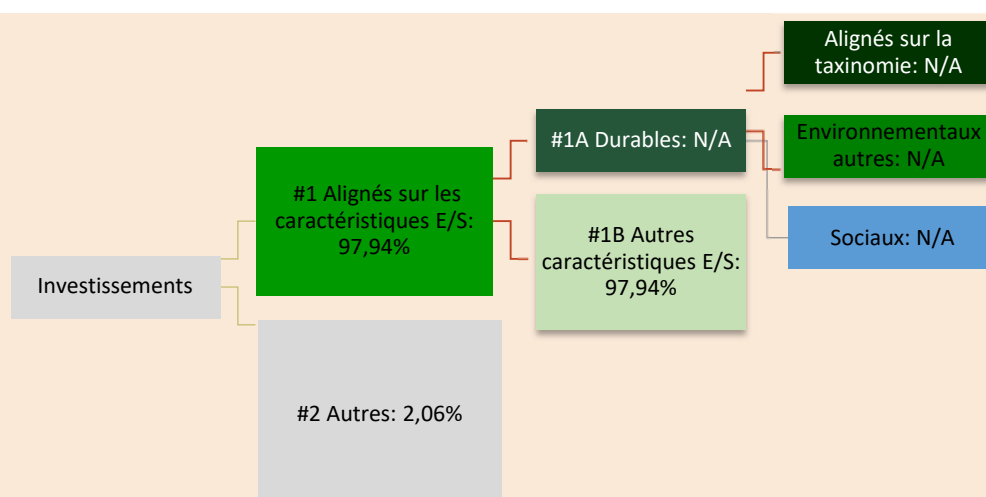 Investissements
#1 Alignés sur les
caractéristiques E/S:
97,94%
#2 Autres: 2,06%
#1A Durables: N/A
#1B Autres
caractéristiques E/S:
97,94%
Alignés sur la
taxinomie: N/A
Environnementaux
autres: N/A
Sociaux: N/A